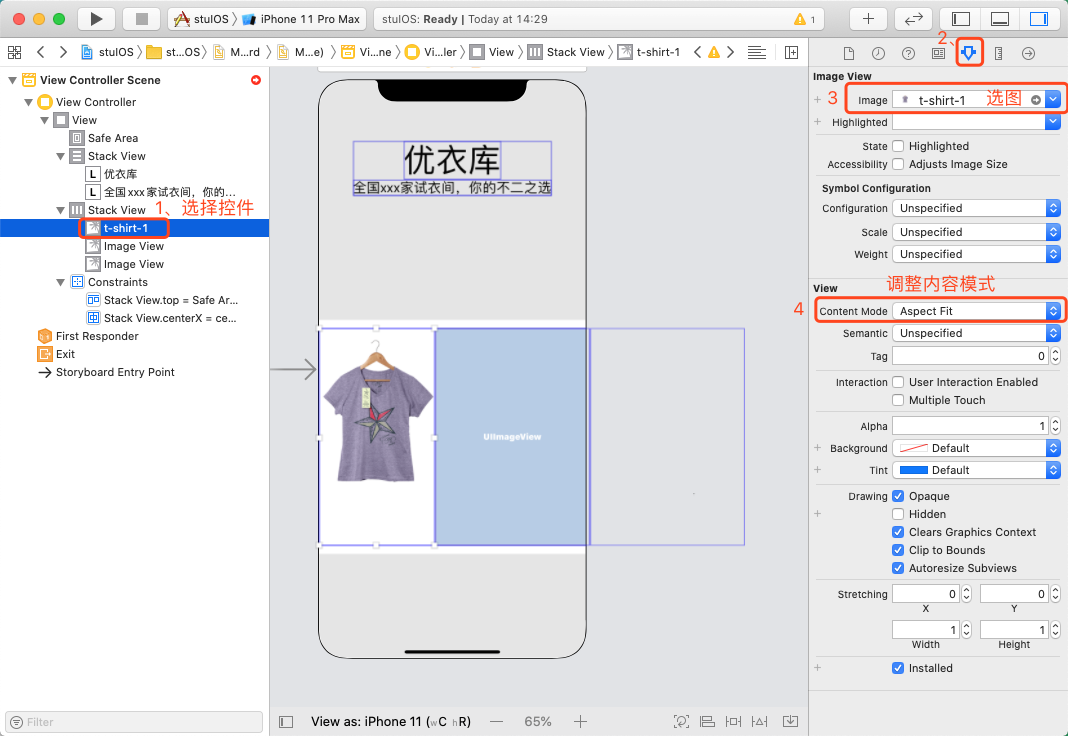 stuIOS
iPhone 11 Pro Max
stuIOS: Ready | Today at 14:29
1
2、
stuIOS
st...OS
M...rd
M...e)
Vi...ne
Vi...ler
View
Stack View
t-shirt-1
View Controller Scene
View Controller
View
Safe Area
Stack View
L 优衣库
L 全国xxx家试衣间，你的...
Stack View
1、选择控件
t-shirt-1
Image View
Image View
Constraints
Stack View.top = Safe Ar...
Stack View.centerX = ce...
First Responder
Exit
Storyboard Entry Point
Filter
优衣库
全国xxx家试衣间，你的不二之选
UIImageView
View as: iPhone 11 (wC hR)
65%
Image View
3
Image t-shirt-1 选图
Highlighted
State Highlighted
Accessibility Adjusts Image Size
Symbol Configuration
Configuration Unspecified
Scale Unspecified
Weight Unspecified
调整内容模式
View
4
Content Mode Aspect Fit
Semantic Unspecified
Tag 0
Interaction User Interaction Enabled
Multiple Touch
Alpha 1
Background Default
Tint Default
Drawing Opaque
Hidden
Clears Graphics Context
Clip to Bounds
Autoresize Subviews
Stretching 0 0
X Y
1 1
Width Height
Installed